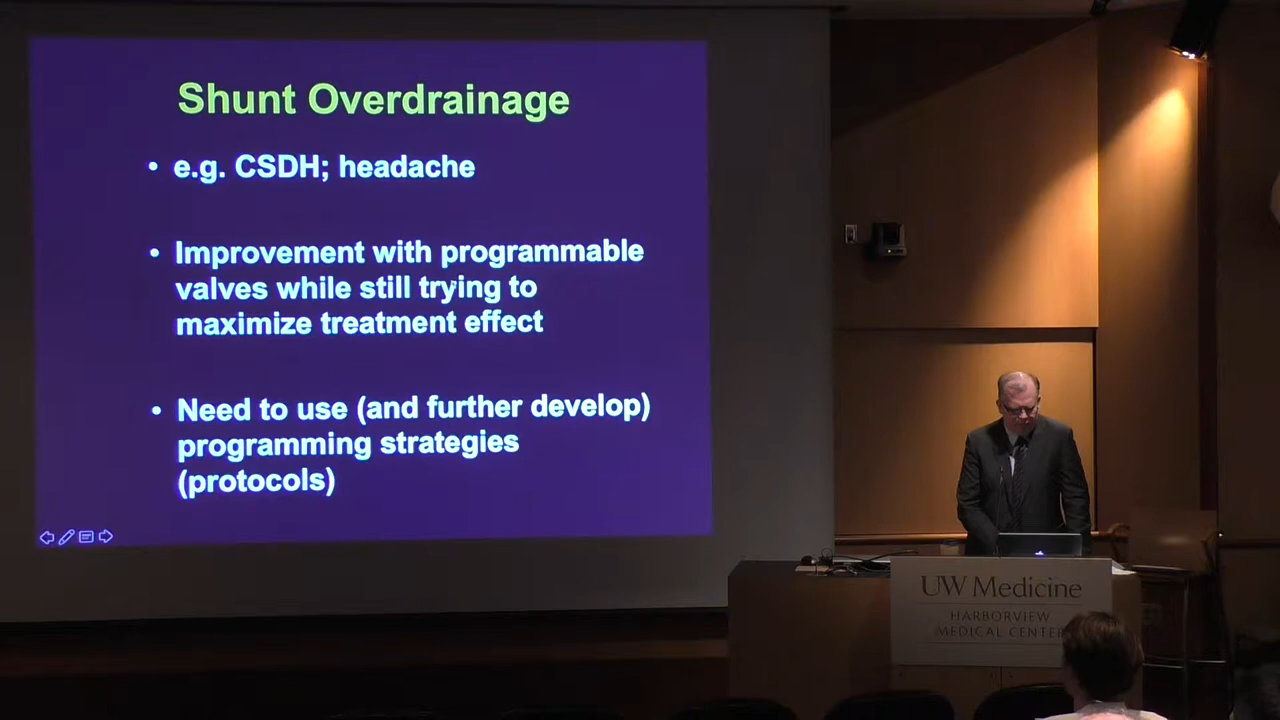 Shunt Overdrainage
• e.g. CSDH; headache
• Improvement with programmable
valves while still trying to
maximize treatment effect
• Need to use (and further develop)
programming strategies
(protocols)
UW Medicine
HARBORVIEW
MEDICAL CENTER